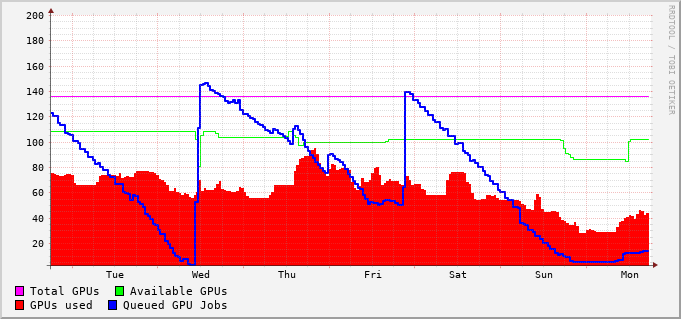 200
180
160
140
120
100
80
60
40
20
Tue Wed Thu Fri Sat Sun Mon
Total GPUs Available GPUs
GPUs used Queued GPU Jobs
RRDTOOL / TOBI OETIKER